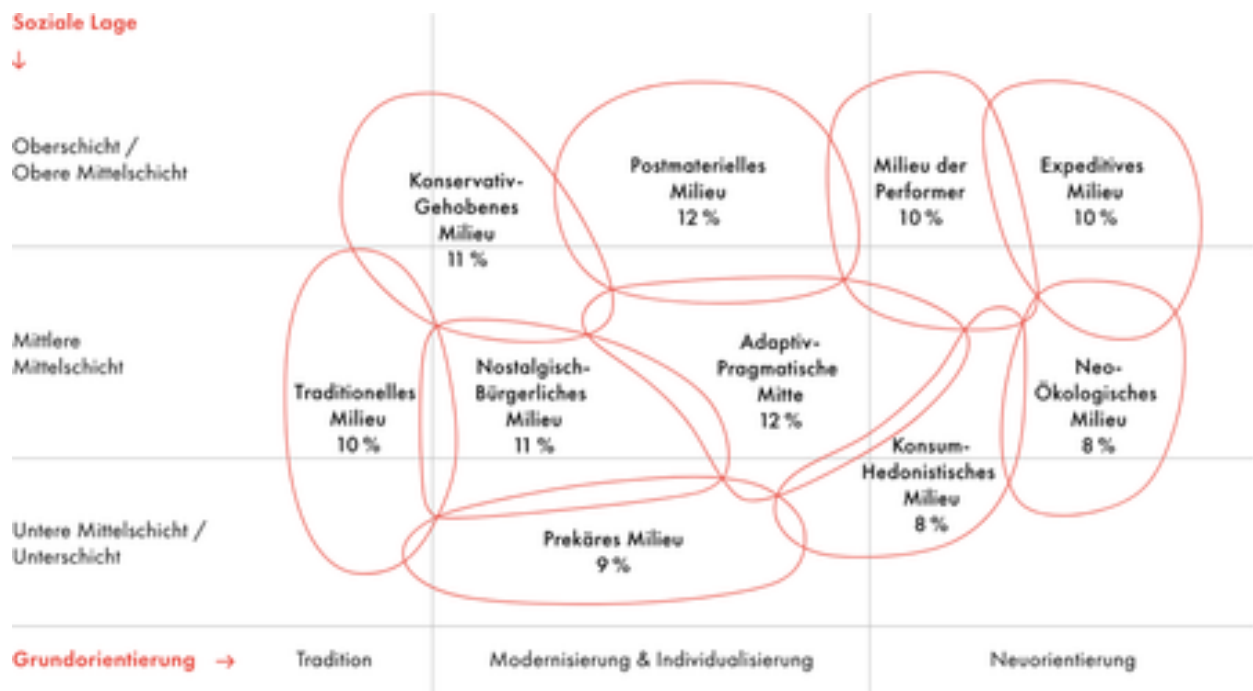 Soziale Lage
↓
Oberschicht /
Obere Mittelschicht
Konservativ-
Gehobenes
Milieu
11 %
Postmaterielles
Milieu
12 %
Milieu der
Performer
10 %
Expeditives
Milieu
10 %
Mittlere
Mittelschicht
Traditionelles
Milieu
10 %
Nostalgisch-
Bürgerliches
Milieu
11 %
Adaptiv-
Pragmatische
Mitte
12 %
Konsum-
Hedonistisches
Milieu
8 %
Neo-
Ökologisches
Milieu
8 %
Untere Mittelschicht /
Unterschicht
Prekäres Milieu
9 %
Grundorientierung →
Tradition
Modernisierung & Individualisierung
Neuorientierung